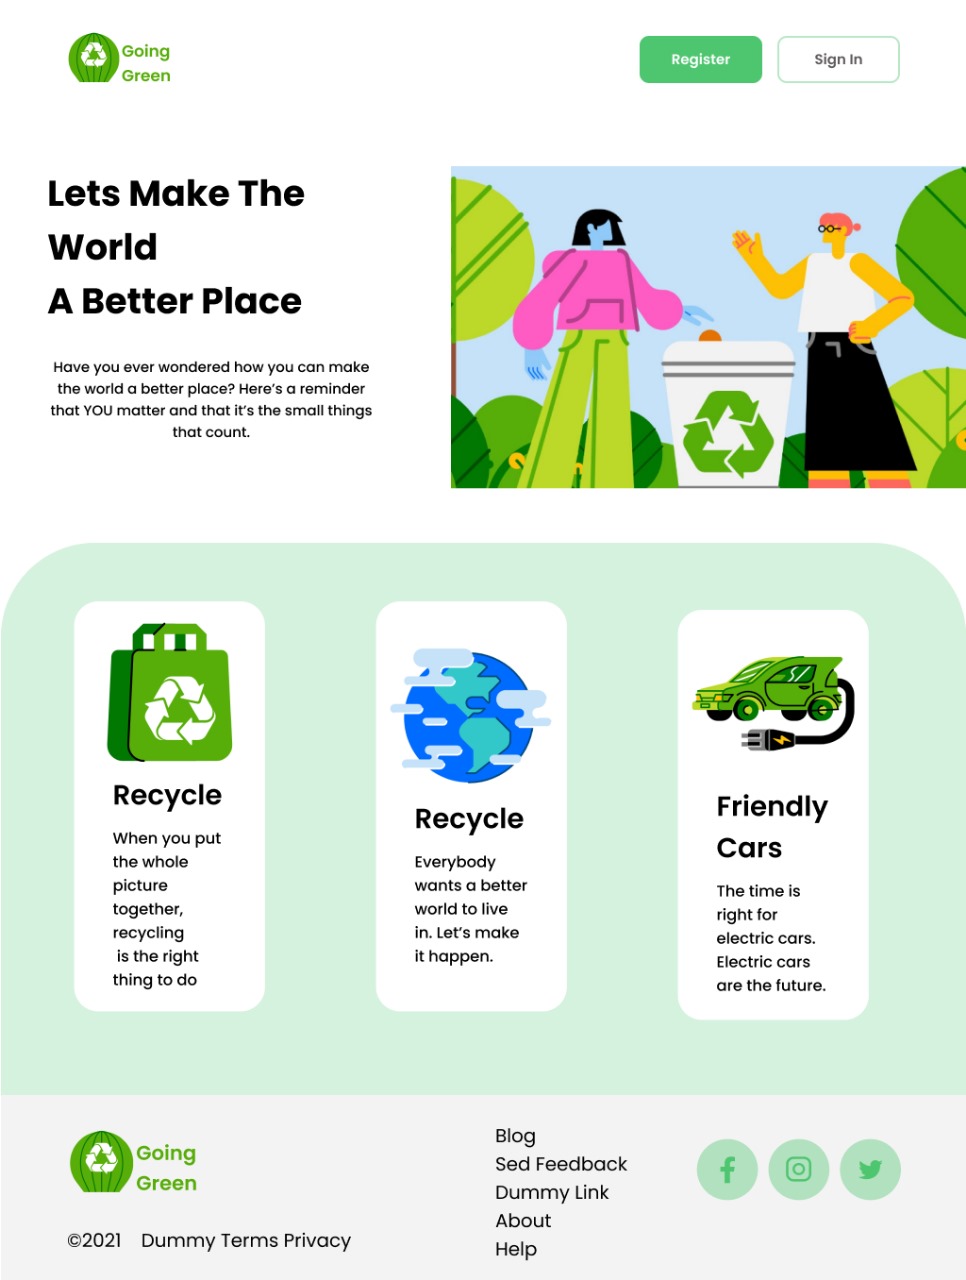 Going
Green
Register
Sign In
Lets Make The
World
A Better Place
Have you ever wondered how you can make
the world a better place? Here’s a reminder
that YOU matter and that it’s the small things
that count.
Recycle
When you put
the whole
picture
together,
recycling
is the right
thing to do
Recycle
Everybody
wants a better
world to live
in. Let’s make
it happen.
Friendly
Cars
The time is
right for
electric cars.
Electric cars
are the future.
Going
Green
©2021 Dummy Terms Privacy
Blog
Sed Feedback
Dummy Link
About
Help